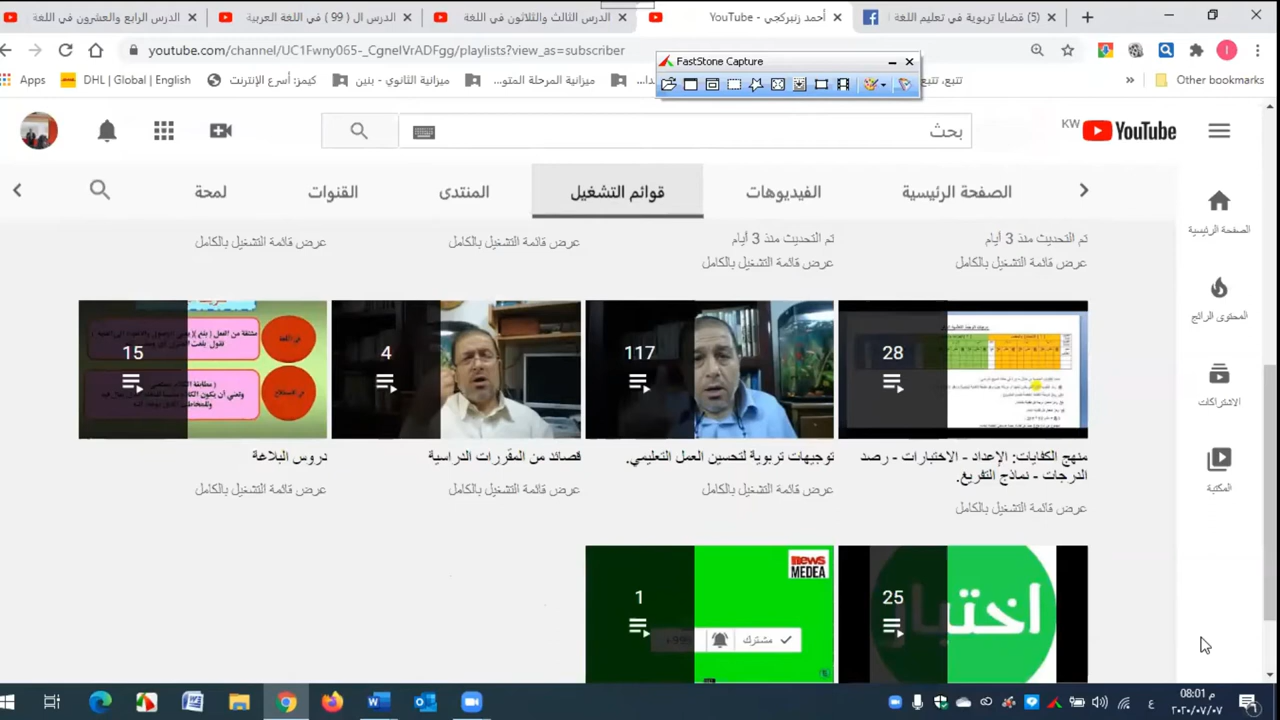 الدرس الرابع والعشرون في اللغة
الدرس ال ( 99 ) في اللغة العربية
الدرس الثالث والثلاثون في اللغة
أحمد زنبركجي - YouTube
(5) قضايا تربوية في تعليم اللغة
youtube.com/channel/UC1Fwny065-_CgneIVrADFgg/playlists?view_as=subscriber
FastStone Capture
Apps
DHL | Global | English
كيمز: أسرع الإنترنت
ميزانية الثانوي - بنين
ميزانية المرحلة المتو...
تتبع، تتبع
Other bookmarks
بحث
YouTube KW
الصفحة الرئيسية
الفيديوهات
قوائم التشغيل
المنتدى
القنوات
لمحة
الصفحة الرئيسية
المحتوى الرائج
الاشتراكات
المكتبة
تم التحديث منذ 3 أيام
تم التحديث منذ 3 أيام
عرض قائمة التشغيل بالكامل
عرض قائمة التشغيل بالكامل
عرض قائمة التشغيل بالكامل
عرض قائمة التشغيل بالكامل
28
117
4
15
في اللغة
منهج الكفايات: الإعداد - الاختبارات - رصد
الدرجات - نماذج التفريغ.
عرض قائمة التشغيل بالكامل
توجيهات تربوية لتحسين العمل التعليمي.
عرض قائمة التشغيل بالكامل
قصائد من المقررات الدراسية
عرض قائمة التشغيل بالكامل
دروس البلاغة
عرض قائمة التشغيل بالكامل
25
اختبار
1
news
MEDEA
مشترك
08:01 م
٢٠٢٠/٠٧/٠٧
ع